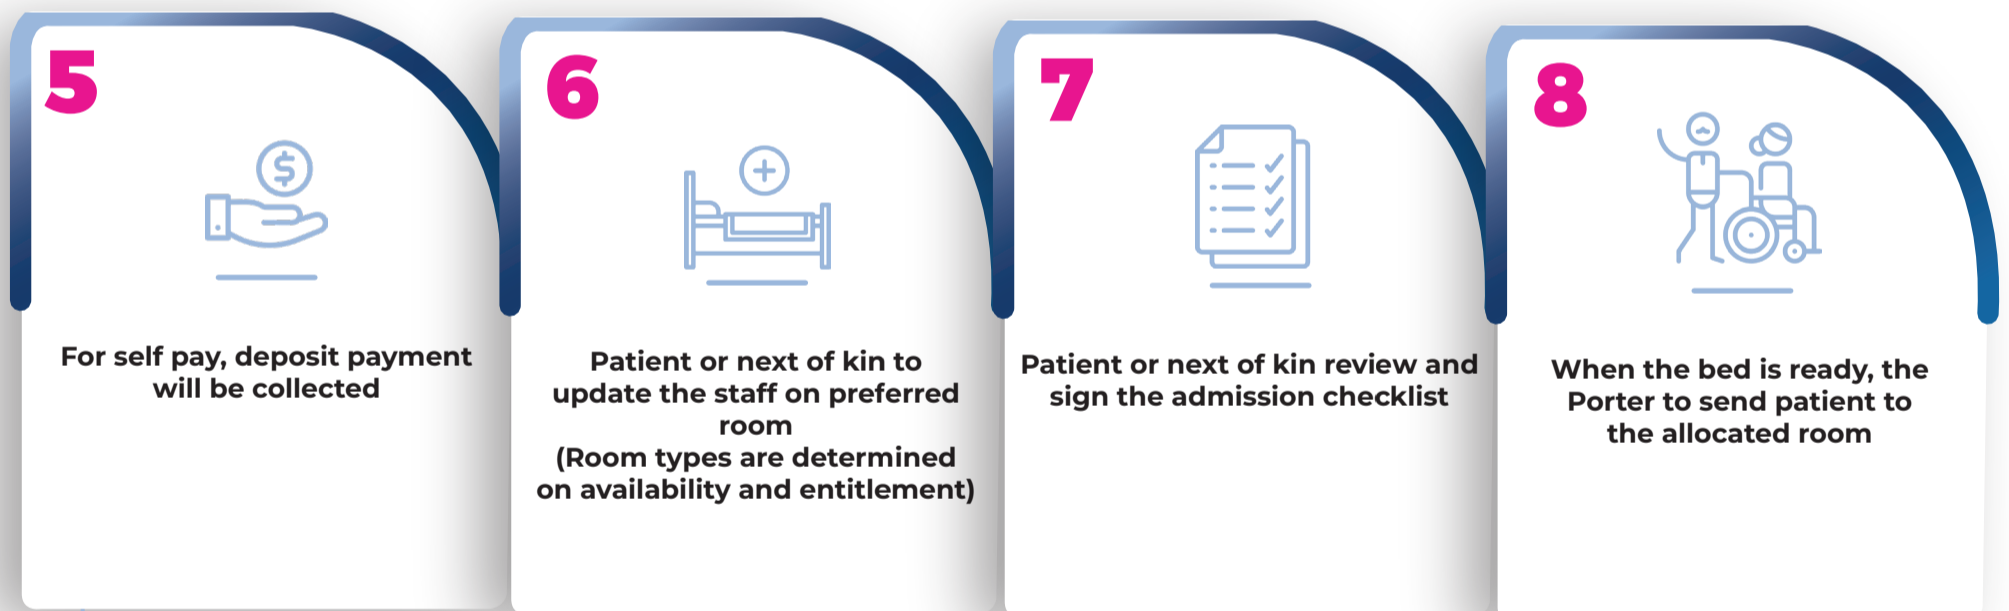 5
For self pay, deposit payment
will be collected
6
Patient or next of kin to
update the staff on preferred
room
(Room types are determined
on availability and entitlement)
7
Patient or next of kin review and
sign the admission checklist
8
When the bed is ready, the
Porter to send patient to
the allocated room